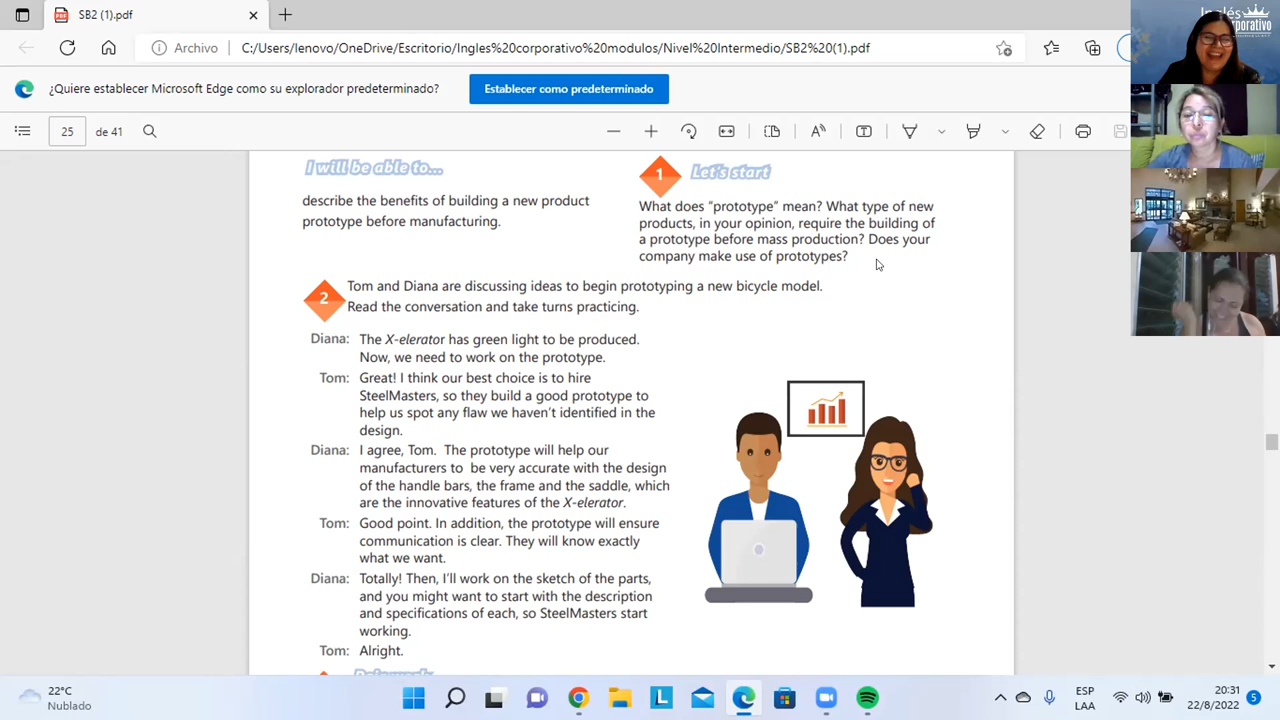 SB2 (1).pdf
Archivo
C:/Users/lenovo/OneDrive/Escritorio/Ingles%20corporativo%20modulos/Nivel%20Intermedio/SB2%20(1).pdf
¿Quiere establecer Microsoft Edge como su explorador predeterminado?
Establecer como predeterminado
25
de 41
I will be able to...
describe the benefits of building a new product
prototype before manufacturing.
1
Let's start
What does “prototype” mean? What type of new
products, in your opinion, require the building of
a prototype before mass production? Does your
company make use of prototypes?
2
Tom and Diana are discussing ideas to begin prototyping a new bicycle model.
Read the conversation and take turns practicing.
Diana: The X-elerator has green light to be produced.
Now, we need to work on the prototype.
Tom: Great! I think our best choice is to hire
SteelMasters, so they build a good prototype to
help us spot any flaw we haven't identified in the
design.
Diana: I agree, Tom. The prototype will help our
manufacturers to be very accurate with the design
of the handle bars, the frame and the saddle, which
are the innovative features of the X-elerator.
Tom: Good point. In addition, the prototype will ensure
communication is clear. They will know exactly
what we want.
Diana: Totally! Then, I'll work on the sketch of the parts,
and you might want to start with the description
and specifications of each, so SteelMasters start
working.
Tom: Alright.
Inglés
22°C
Nublado
ESP
LAA
20:31
22/8/2022
5